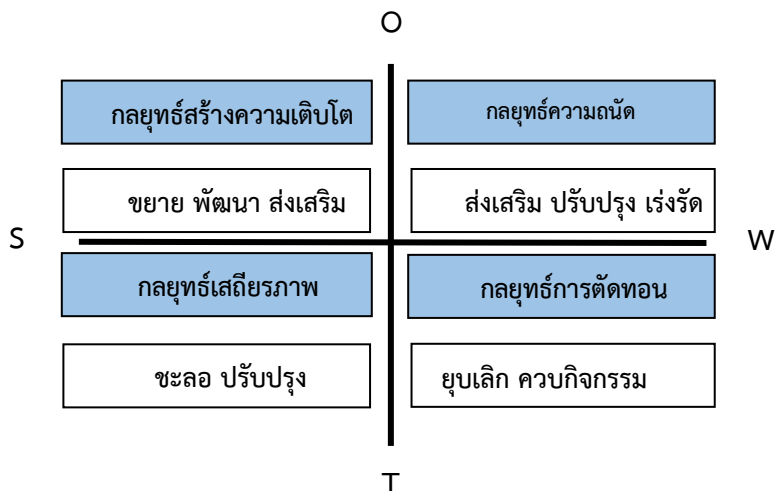 O
กลยุทธ์สร้างความเติบโต
กลยุทธ์ความถนัด
ขยาย พัฒนา ส่งเสริม
ส่งเสริม ปรับปรุง เร่งรัด
S
W
กลยุทธ์เสถียรภาพ
กลยุทธ์การตัดทอน
ชะลอ ปรับปรุง
ยุบเลิก ควบกิจกรรม
T